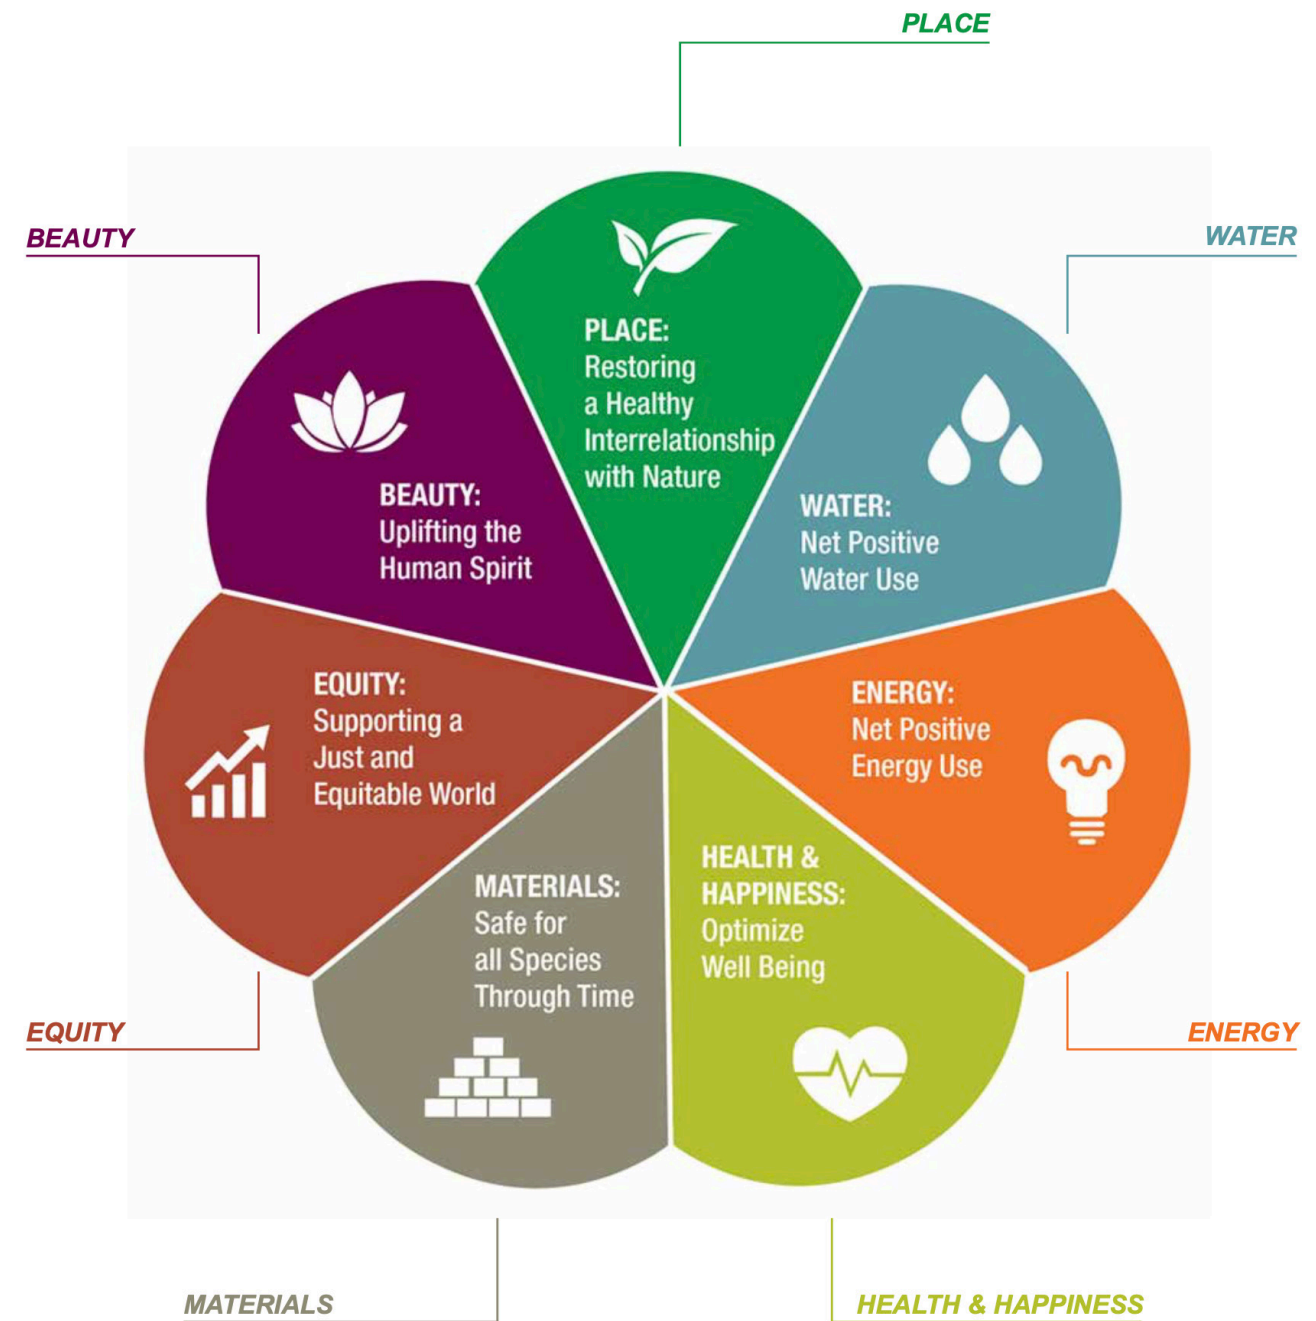 PLACE
BEAUTY
WATER
PLACE:
Restoring
a Healthy
Interrelationship
with Nature
BEAUTY:
Uplifting the
Human Spirit
WATER:
Net Positive
Water Use
EQUITY:
Supporting a
Just and
Equitable World
ENERGY:
Net Positive
Energy Use
MATERIALS:
Safe for
all Species
Through Time
HEALTH &
HAPPINESS:
Optimize
Well Being
EQUITY
ENERGY
MATERIALS
HEALTH & HAPPINESS